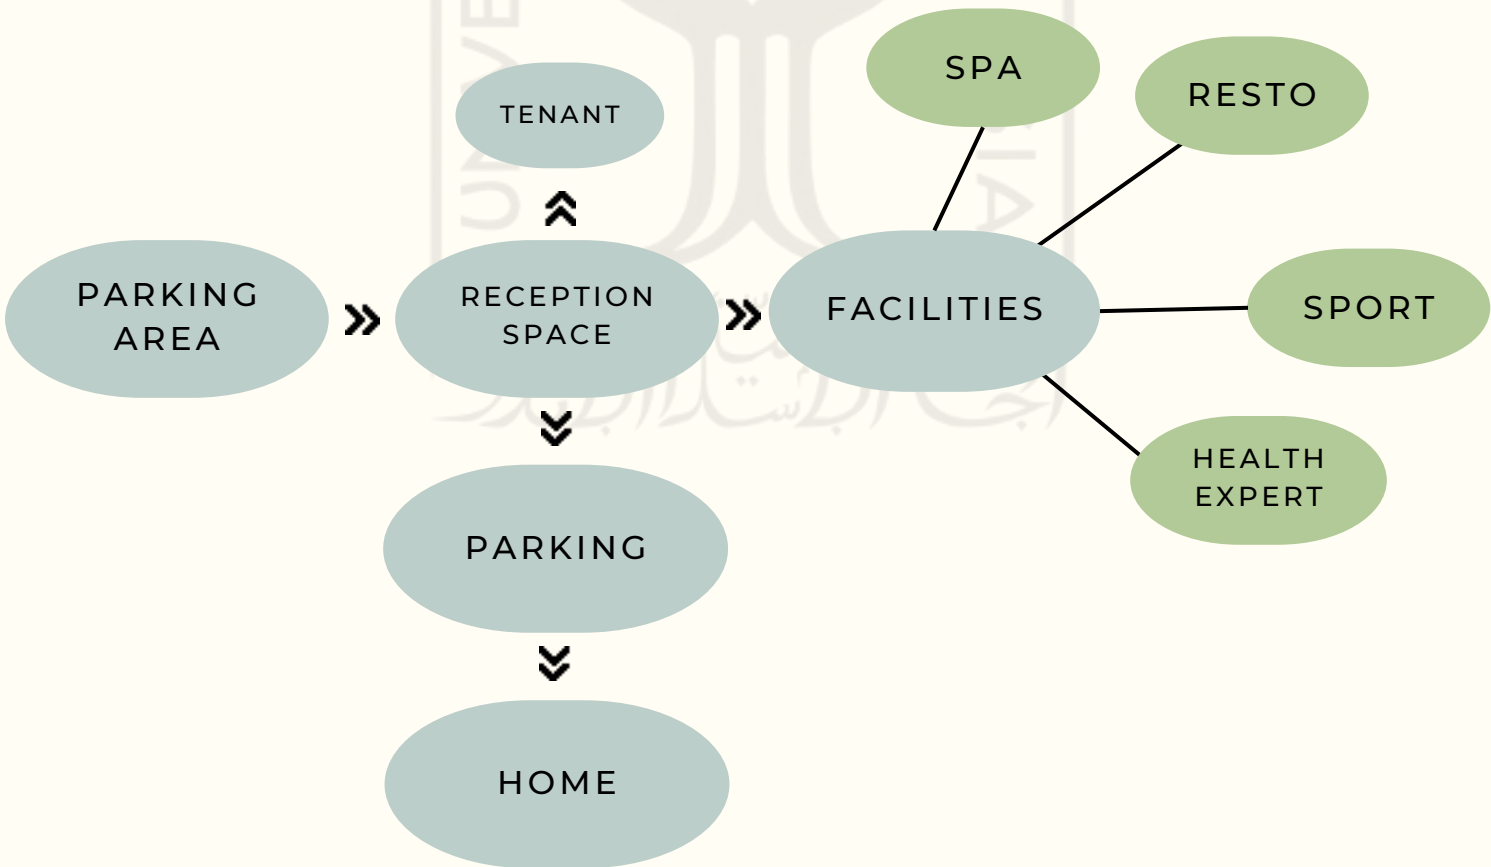 SPA
RESTO
TENANT
PARKING
AREA
RECEPTION
SPACE
FACILITIES
SPORT
HEALTH
EXPERT
PARKING
HOME